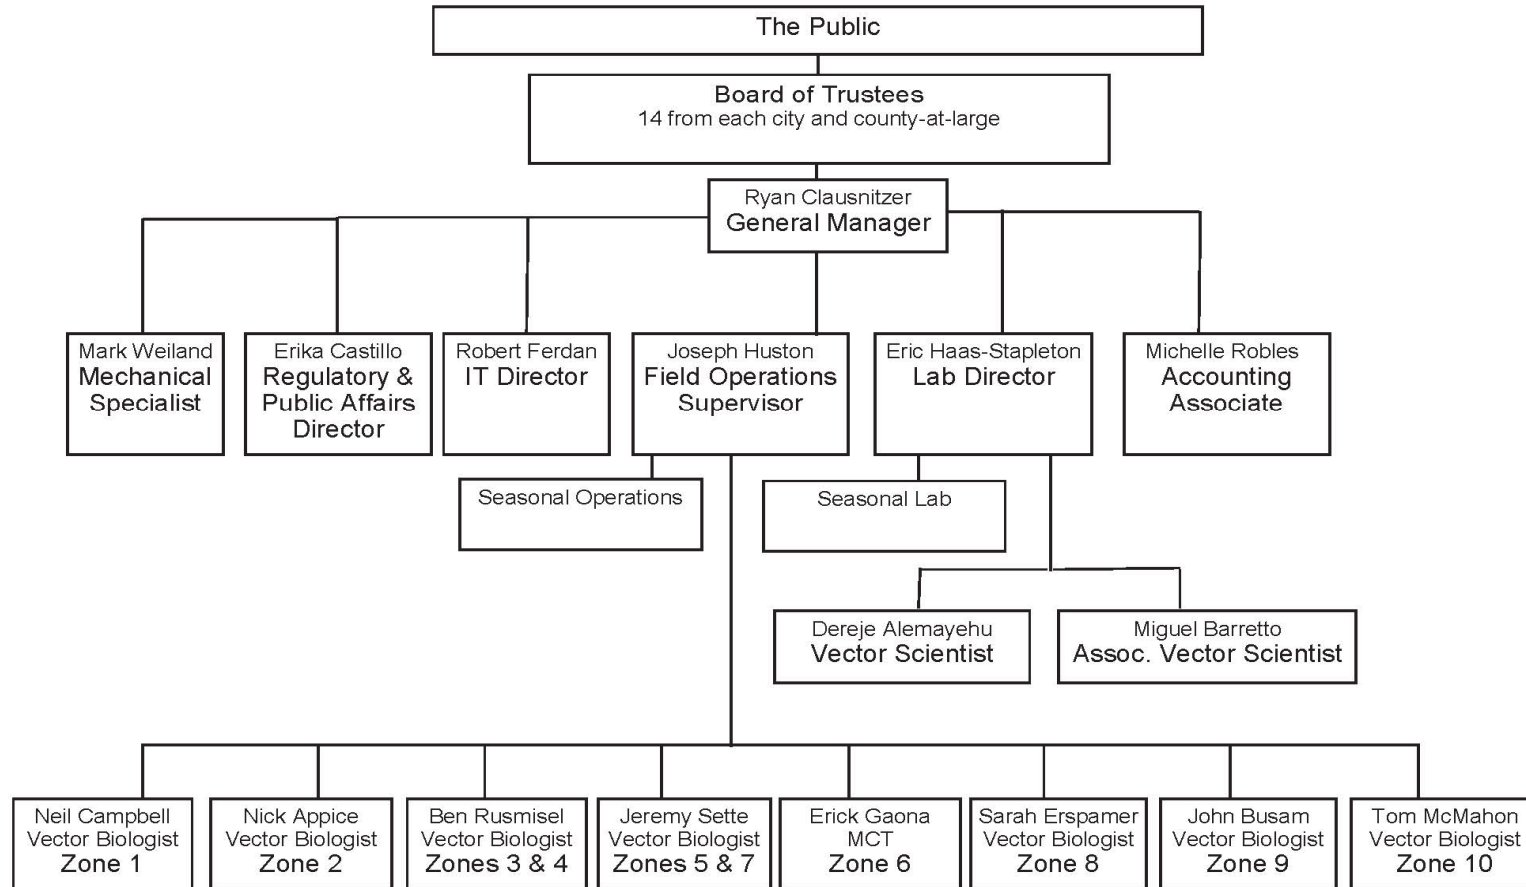 The Public
Board of Trustees
14 from each city and county-at-large
Ryan Clausnitzer
General Manager
Mark Weiland
Mechanical
Specialist
Erika Castillo
Regulatory &
Public Affairs
Director
Robert Ferdan
IT Director
Joseph Huston
Field Operations
Supervisor
Eric Haas-Stapleton
Lab Director
Michelle Robles
Accounting
Associate
Seasonal Operations
Seasonal Lab
Dereje Alemayehu
Vector Scientist
Miguel Barretto
Assoc. Vector Scientist
Neil Campbell
Vector Biologist
Zone 1
Nick Appice
Vector Biologist
Zone 2
Ben Rusmisel
Vector Biologist
Zones 3 & 4
Jeremy Sette
Vector Biologist
Zones 5 & 7
Erick Gaona
MCT
Zone 6
Sarah Erspamer
Vector Biologist
Zone 8
John Busam
Vector Biologist
Zone 9
Tom McMahon
Vector Biologist
Zone 10